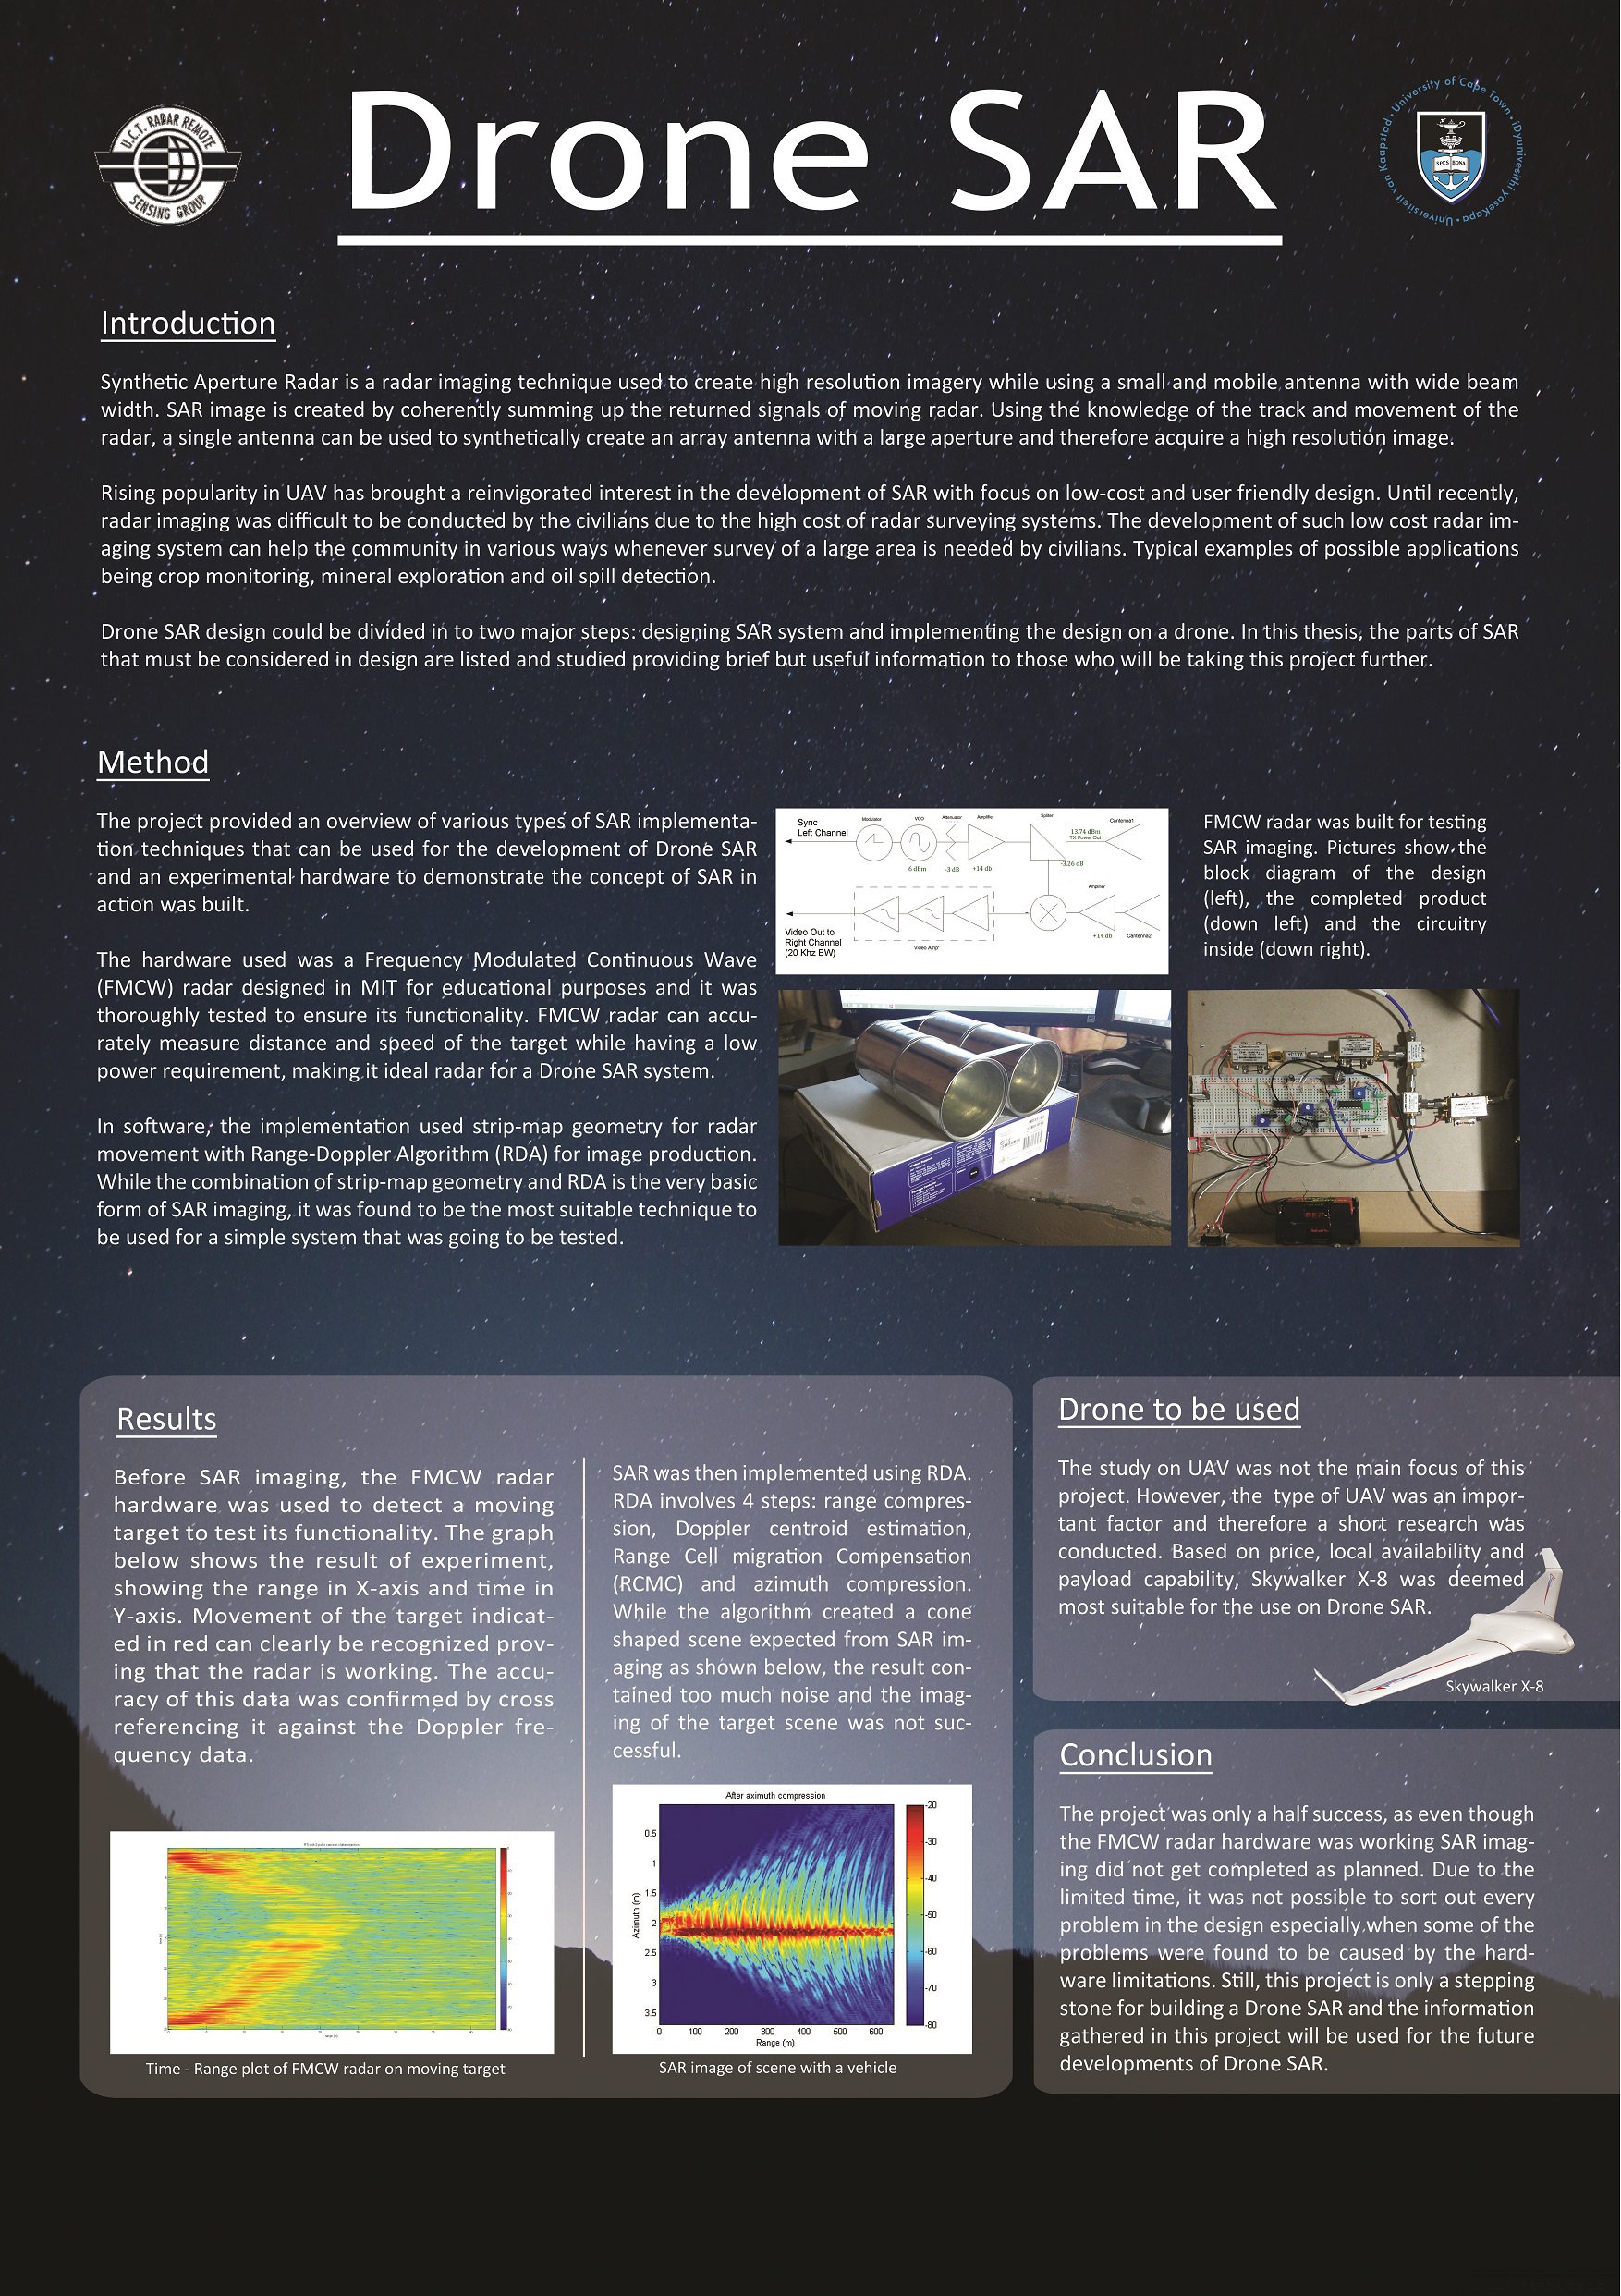 Drone SAR
U.C.T. RADAR REMOTE
SENSING GROUP
University of Cape Town · iDyunivesithi yaseKapa · Universiteit van Kaapstad
SPES BONA
Introduction
Synthetic Aperture Radar is a radar imaging technique used to create high resolution imagery while using a small and mobile antenna with wide beam
width. SAR image is created by coherently summing up the returned signals of moving radar. Using the knowledge of the track and movement of the
radar, a single antenna can be used to synthetically create an array antenna with a large aperture and therefore acquire a high resolution image.
Rising popularity in UAV has brought a reinvigorated interest in the development of SAR with focus on low-cost and user friendly design. Until recently,
radar imaging was difficult to be conducted by the civilians due to the high cost of radar surveying systems. The development of such low cost radar im-
aging system can help the community in various ways whenever survey of a large area is needed by civilians. Typical examples of possible applications
being crop monitoring, mineral exploration and oil spill detection.
Drone SAR design could be divided in to two major steps: designing SAR system and implementing the design on a drone. In this thesis, the parts of SAR
that must be considered in design are listed and studied providing brief but useful information to those who will be taking this project further.
Method
The project provided an overview of various types of SAR implementa-
tion techniques that can be used for the development of Drone SAR
and an experimental hardware to demonstrate the concept of SAR in
action was built.
The hardware used was a Frequency Modulated Continuous Wave
(FMCW) radar designed in MIT for educational purposes and it was
thoroughly tested to ensure its functionality. FMCW radar can accu-
rately measure distance and speed of the target while having a low
power requirement, making it ideal radar for a Drone SAR system.
In software, the implementation used strip-map geometry for radar
movement with Range-Doppler Algorithm (RDA) for image production.
While the combination of strip-map geometry and RDA is the very basic
form of SAR imaging, it was found to be the most suitable technique to
be used for a simple system that was going to be tested.
Sync
Left Channel
Modulator
VCO
Attenuator
Amplifier
Spliter
Cantenna1
13.74 dBm
TX Power Out
6 dBm
-3 dB
+14 db
-3.26 dB
Amplifier
Video Out to
Right Channel
(20 Khz BW)
Video Amp
+14 db
Cantenna2
FMCW radar was built for testing
SAR imaging. Pictures show the
block diagram of the design
(left), the completed product
(down left) and the circuitry
inside (down right).
Results
Before SAR imaging, the FMCW radar
hardware was used to detect a moving
target to test its functionality. The graph
below shows the result of experiment,
showing the range in X-axis and time in
Y-axis. Movement of the target indicat-
ed in red can clearly be recognized prov-
ing that the radar is working. The accu-
racy of this data was confirmed by cross
referencing it against the Doppler fre-
quency data.
Time - Range plot of FMCW radar on moving target
SAR was then implemented using RDA.
RDA involves 4 steps: range compres-
sion, Doppler centroid estimation,
Range Cell migration Compensation
(RCMC) and azimuth compression.
While the algorithm created a cone
shaped scene expected from SAR im-
aging as shown below, the result con-
tained too much noise and the imag-
ing of the target scene was not suc-
cessful.
After azimuth compression
Azimuth (m)
0.5
1
1.5
2
2.5
3
3.5
0 100 200 300 400 500 600
Range (m)
-20
-30
-40
-50
-60
-70
-80
SAR image of scene with a vehicle
Drone to be used
The study on UAV was not the main focus of this
project. However, the type of UAV was an impor-
tant factor and therefore a short research was
conducted. Based on price, local availability and
payload capability, Skywalker X-8 was deemed
most suitable for the use on Drone SAR.
Skywalker X-8
Conclusion
The project was only a half success, as even though
the FMCW radar hardware was working SAR imag-
ing did not get completed as planned. Due to the
limited time, it was not possible to sort out every
problem in the design especially when some of the
problems were found to be caused by the hard-
ware limitations. Still, this project is only a stepping
stone for building a Drone SAR and the information
gathered in this project will be used for the future
developments of Drone SAR.